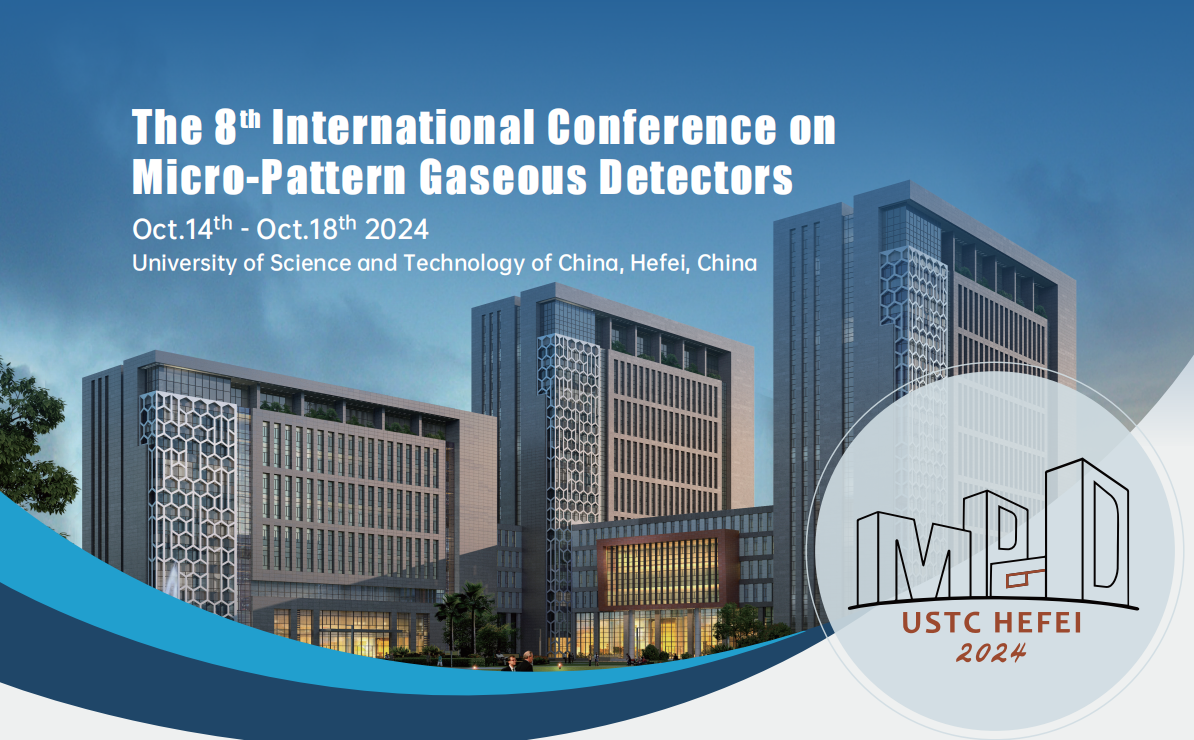 The 8th International Conference on
Micro-Pattern Gaseous Detectors
Oct.14th - Oct.18th 2024
University of Science and Technology of China, Hefei, China
MPGD
USTC HEFEI
2024